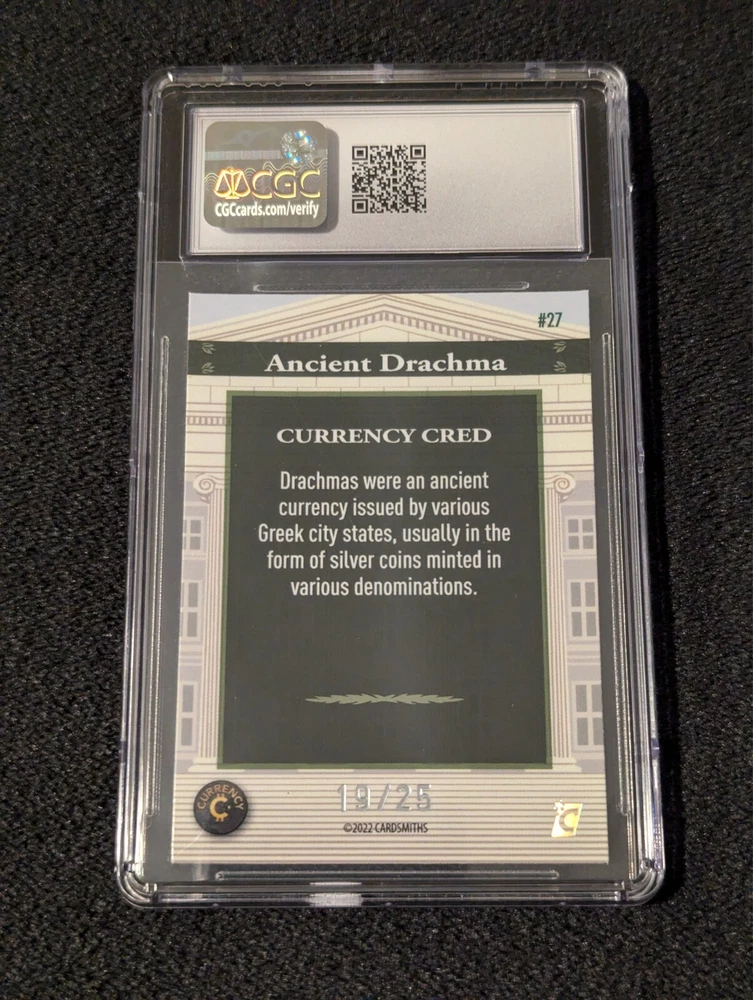 CGC
CGCcards.com/verify
#27
Ancient Drachma
CURRENCY CRED
Drachmas were an ancient
currency issued by various
Greek city states, usually in the
form of silver coins minted in
various denominations.
CURRENCY
19/25
©2022 CARDSMITHS